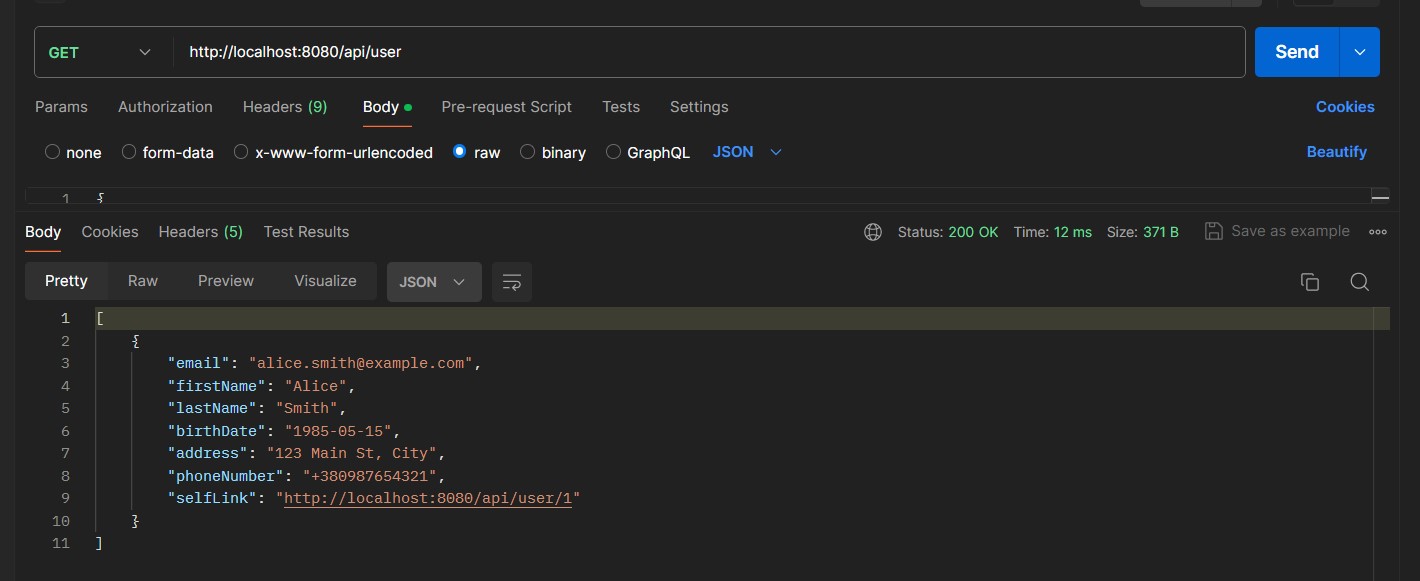 GET http://localhost:8080/api/user Send
Params Authorization Headers (9) Body Pre-request Script Tests Settings Cookies
none form-data x-www-form-urlencoded raw binary GraphQL JSON Beautify
1 {
Body Cookies Headers (5) Test Results Status: 200 OK Time: 12 ms Size: 371 B Save as example
Pretty Raw Preview Visualize JSON
1 [
2 {
3 "email": "alice.smith@example.com",
4 "firstName": "Alice",
5 "lastName": "Smith",
6 "birthDate": "1985-05-15",
7 "address": "123 Main St, City",
8 "phoneNumber": "+380987654321",
9 "selfLink": "http://localhost:8080/api/user/1"
10 }
11 ]